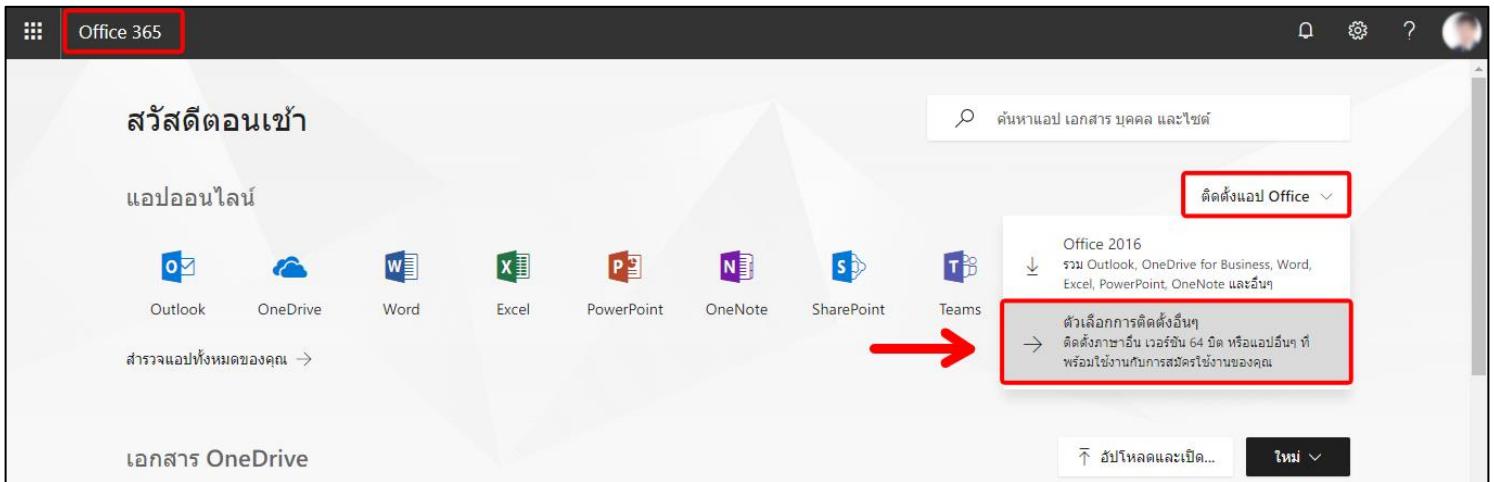 Office 365
?
สวัสดีตอนเช้า
ค้นหาแอป เอกสาร บุคคล และไซต์
แอปออนไลน์
ติดตั้งแอป Office
Office 2016
รวม Outlook, OneDrive for Business, Word,
Excel, PowerPoint, OneNote และอื่นๆ
Outlook OneDrive Word Excel PowerPoint OneNote SharePoint Teams
ตัวเลือกการติดตั้งอื่นๆ
ติดตั้งภาษาอื่น เวอร์ชัน 64 บิต หรือแอปอื่นๆ ที่
พร้อมใช้งานกับการสมัครใช้งานของคุณ
สำรวจแอปทั้งหมดของคุณ →
เอกสาร OneDrive
อัปโหลดและเปิด...
ใหม่